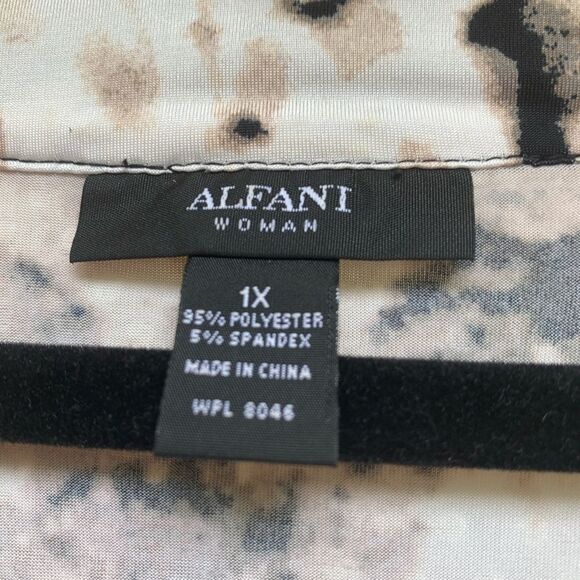 ALFANI
WOMAN
1X
95% POLYESTER
5% SPANDEX
MADE IN CHINA
WPL 8046